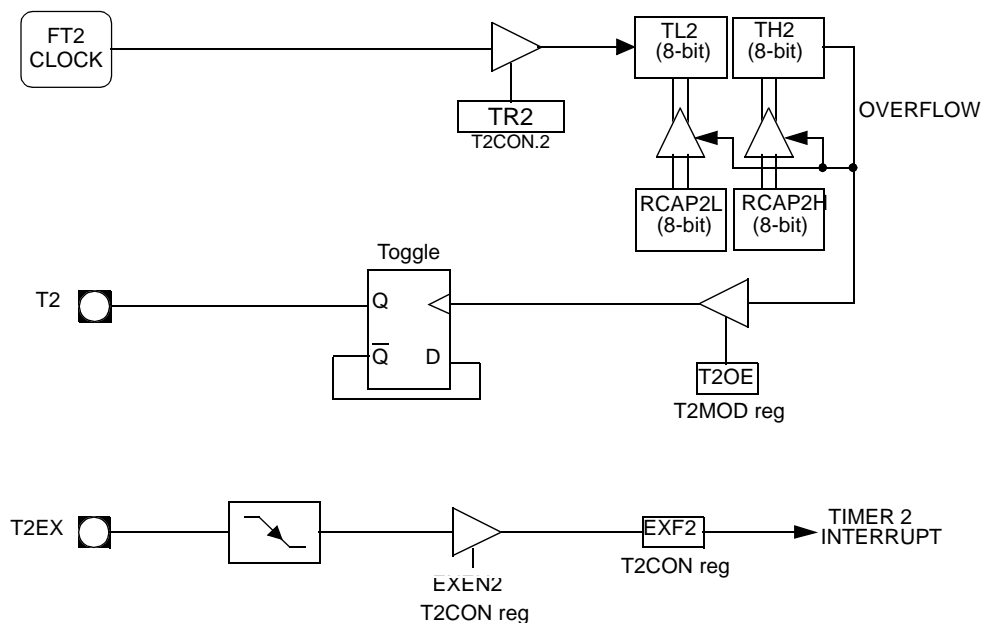 FT2
CLOCK
TR2
T2CON.2
TL2
(8-bit)
TH2
(8-bit)
OVERFLOW
RCAP2L
(8-bit)
RCAP2H
(8-bit)
Toggle
T2
Q
Q
D
T2OE
T2MOD reg
T2EX
EXEN2
T2CON reg
EXF2
T2CON reg
TIMER 2
INTERRUPT